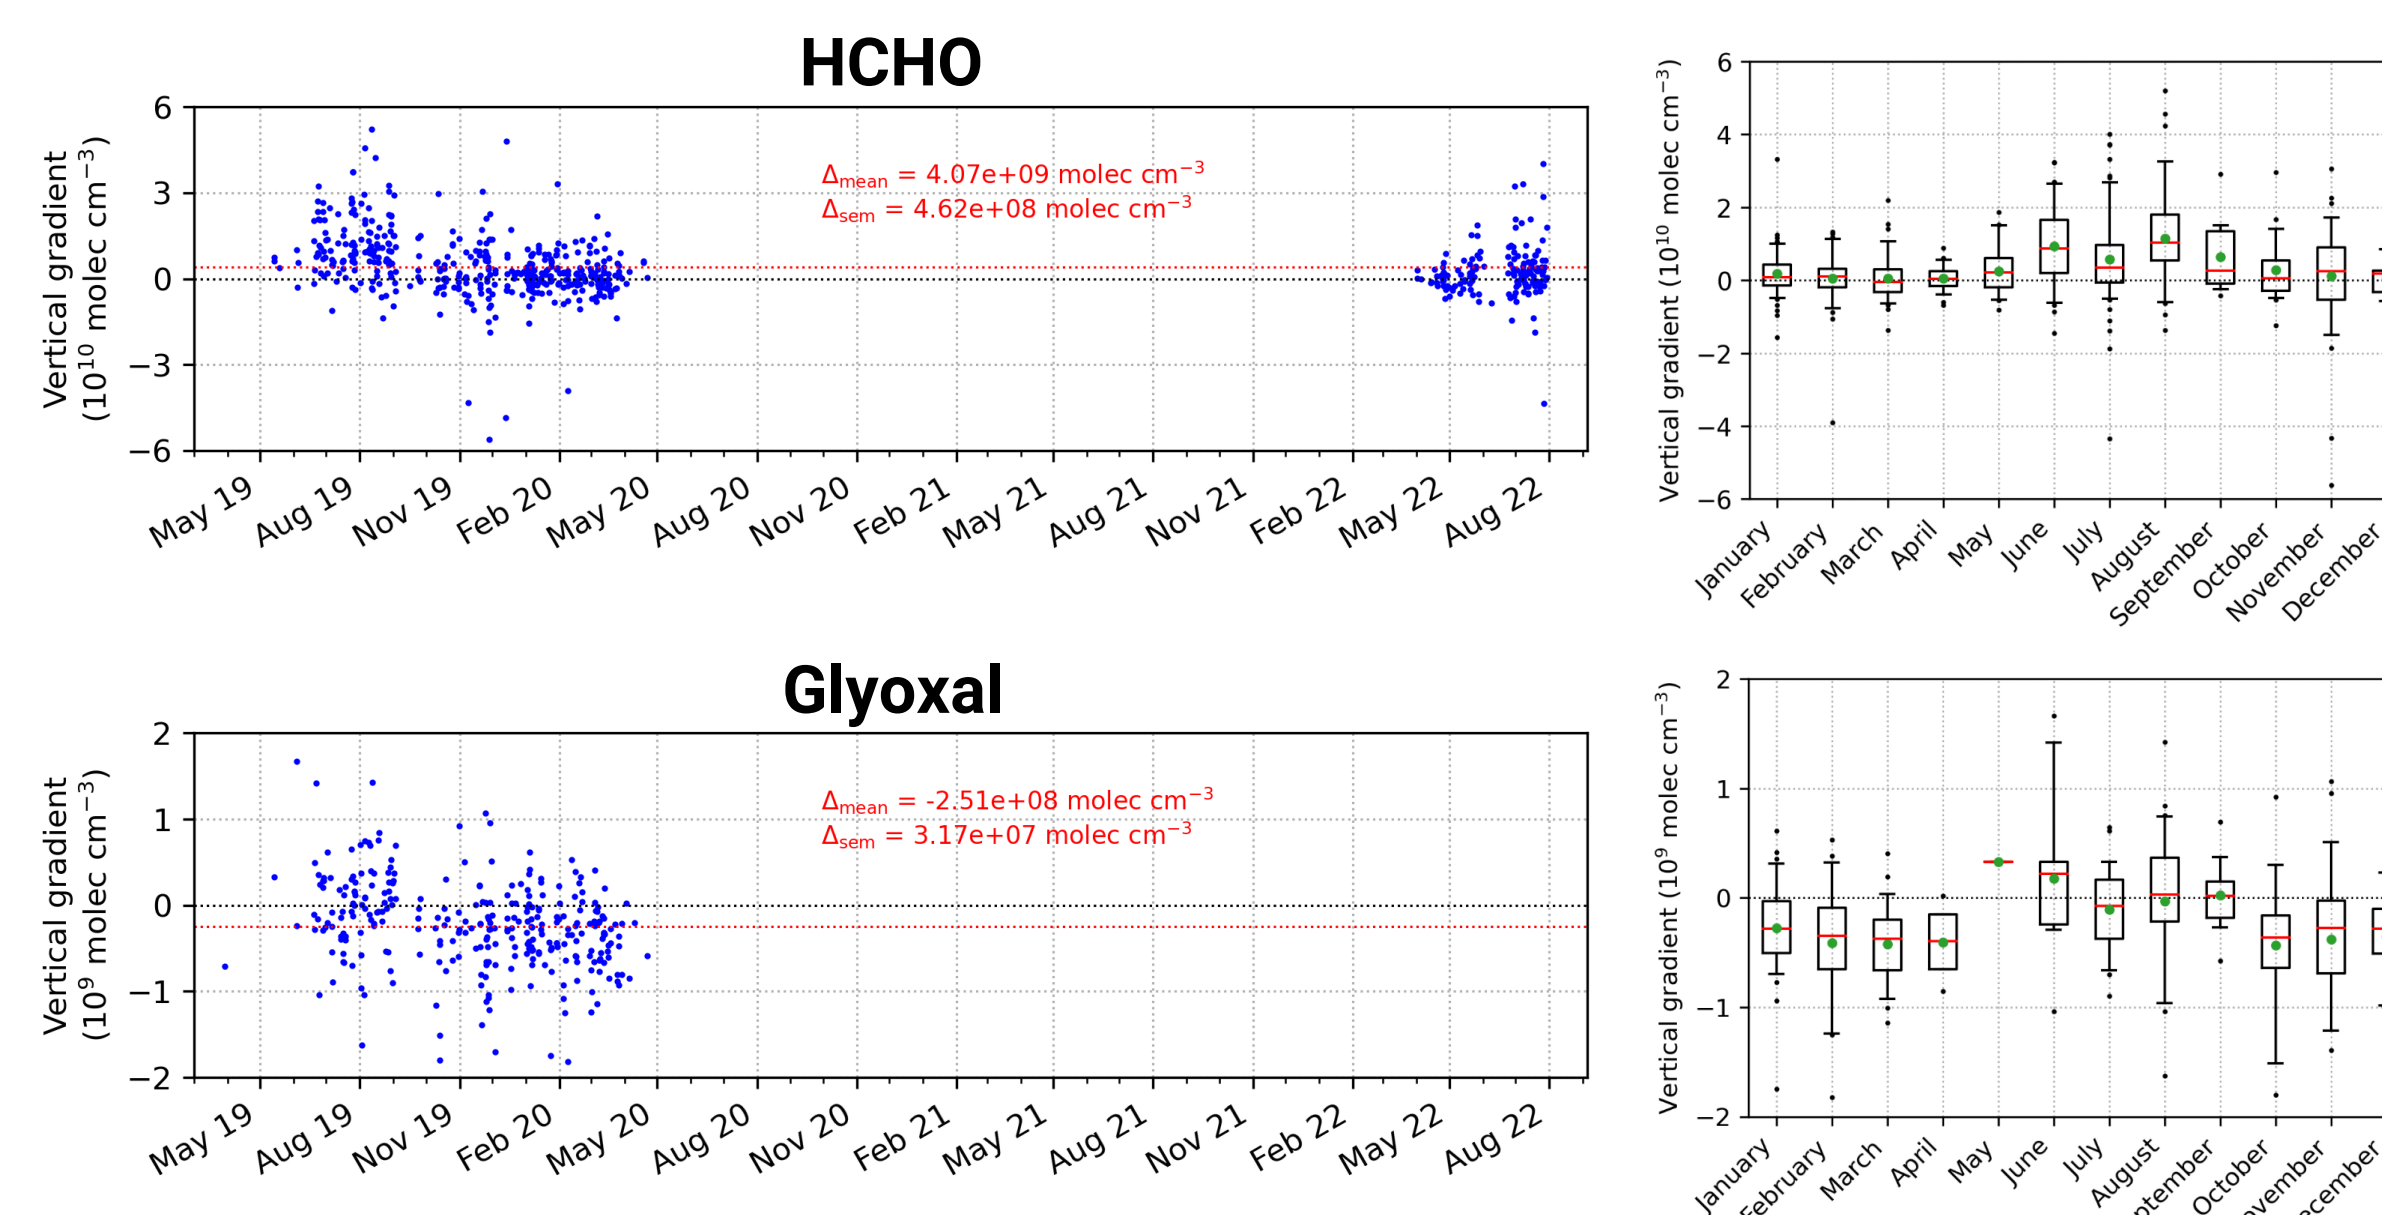 HCHO
Vertical gradient
(10¹⁰ molec cm⁻³)
6
3
0
−3
−6
Δmean = 4.07e+09 molec cm⁻³
Δsem = 4.62e+08 molec cm⁻³
May 19
Aug 19
Nov 19
Feb 20
May 20
Aug 20
Nov 20
Feb 21
May 21
Aug 21
Nov 21
Feb 22
May 22
Aug 22
Vertical gradient (10¹⁰ molec cm⁻³)
6
4
2
0
−2
−4
−6
January
February
March
April
May
June
July
August
September
October
November
December
Glyoxal
Vertical gradient
(10⁹ molec cm⁻³)
2
1
0
−1
−2
Δmean = -2.51e+08 molec cm⁻³
Δsem = 3.17e+07 molec cm⁻³
May 19
Aug 19
Nov 19
Feb 20
May 20
Aug 20
Nov 20
Feb 21
May 21
Aug 21
Nov 21
Feb 22
May 22
Aug 22
Vertical gradient (10⁹ molec cm⁻³)
2
1
0
−1
−2
January
February
March
April
May
June
July
August
ptember
October
ovember
ecember